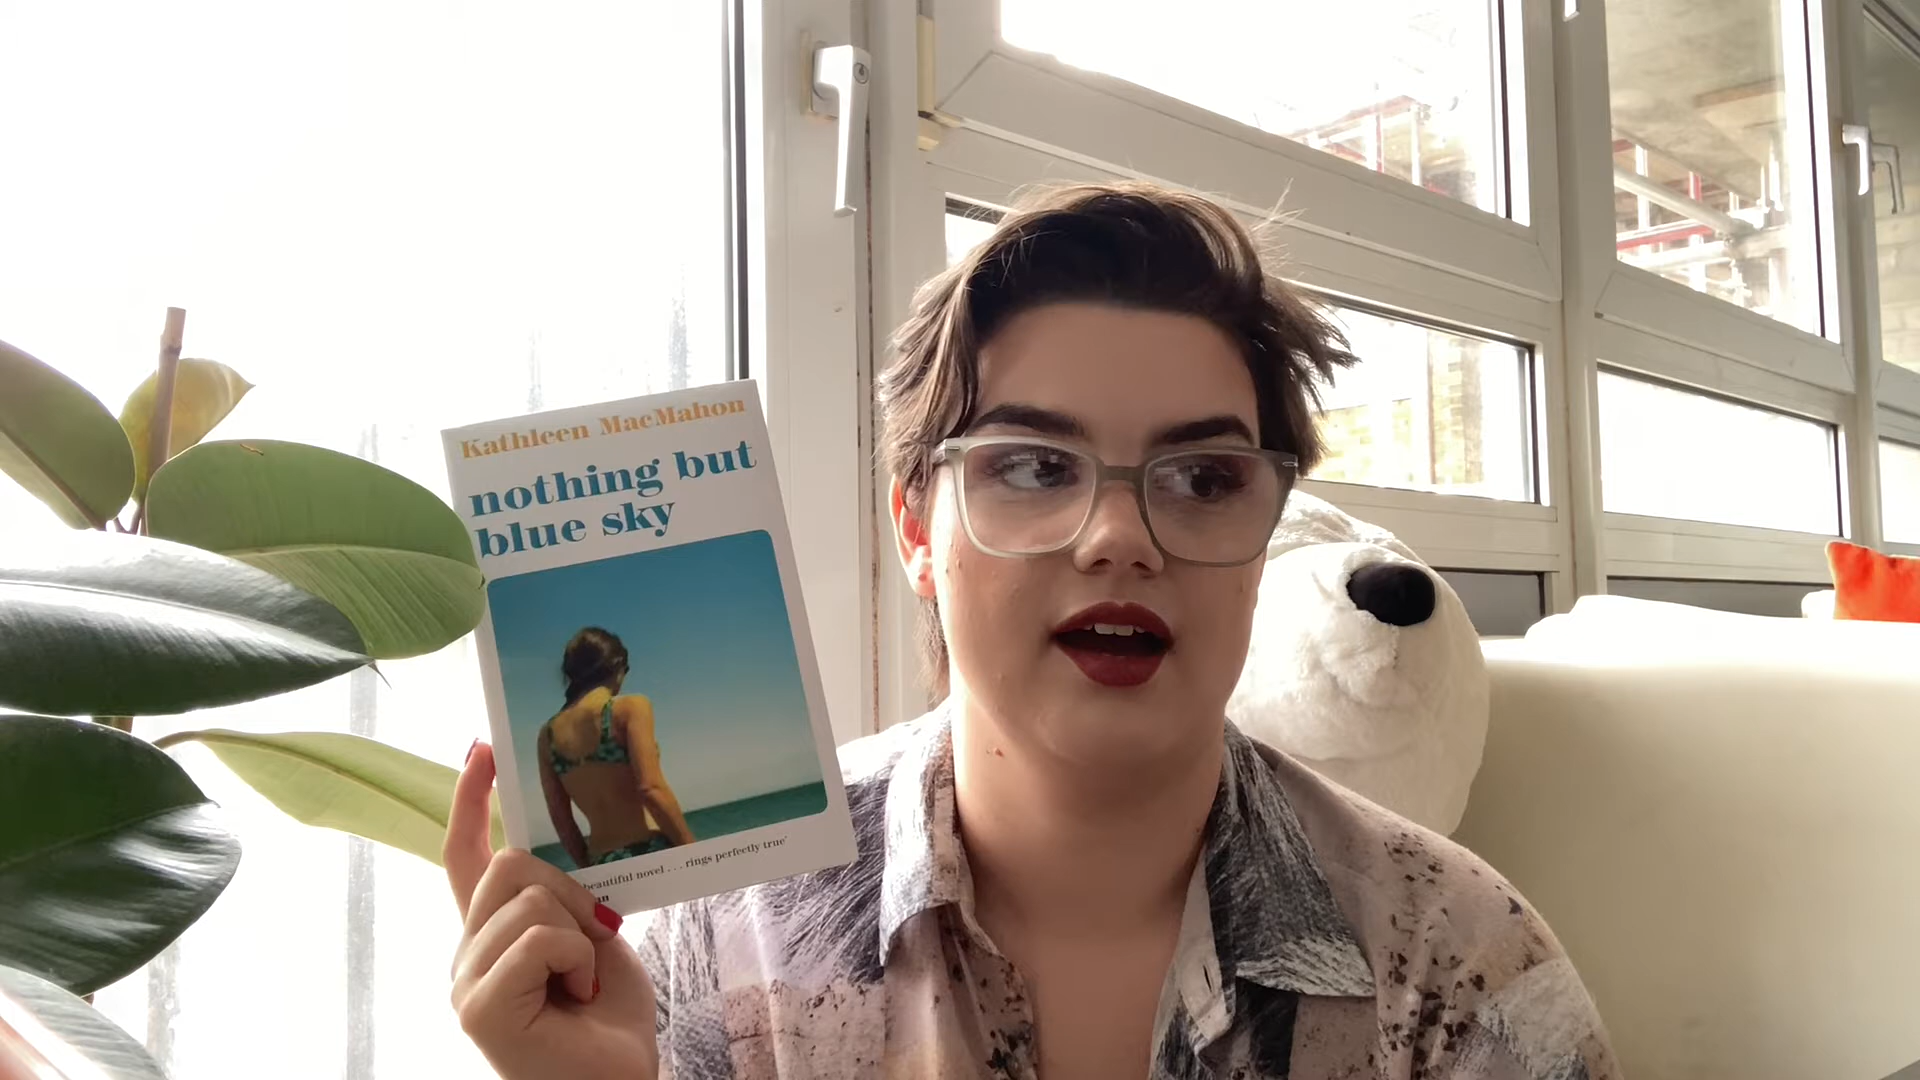 Kathleen MacMahon
nothing but
blue sky
beautiful novel . . . rings perfectly true'